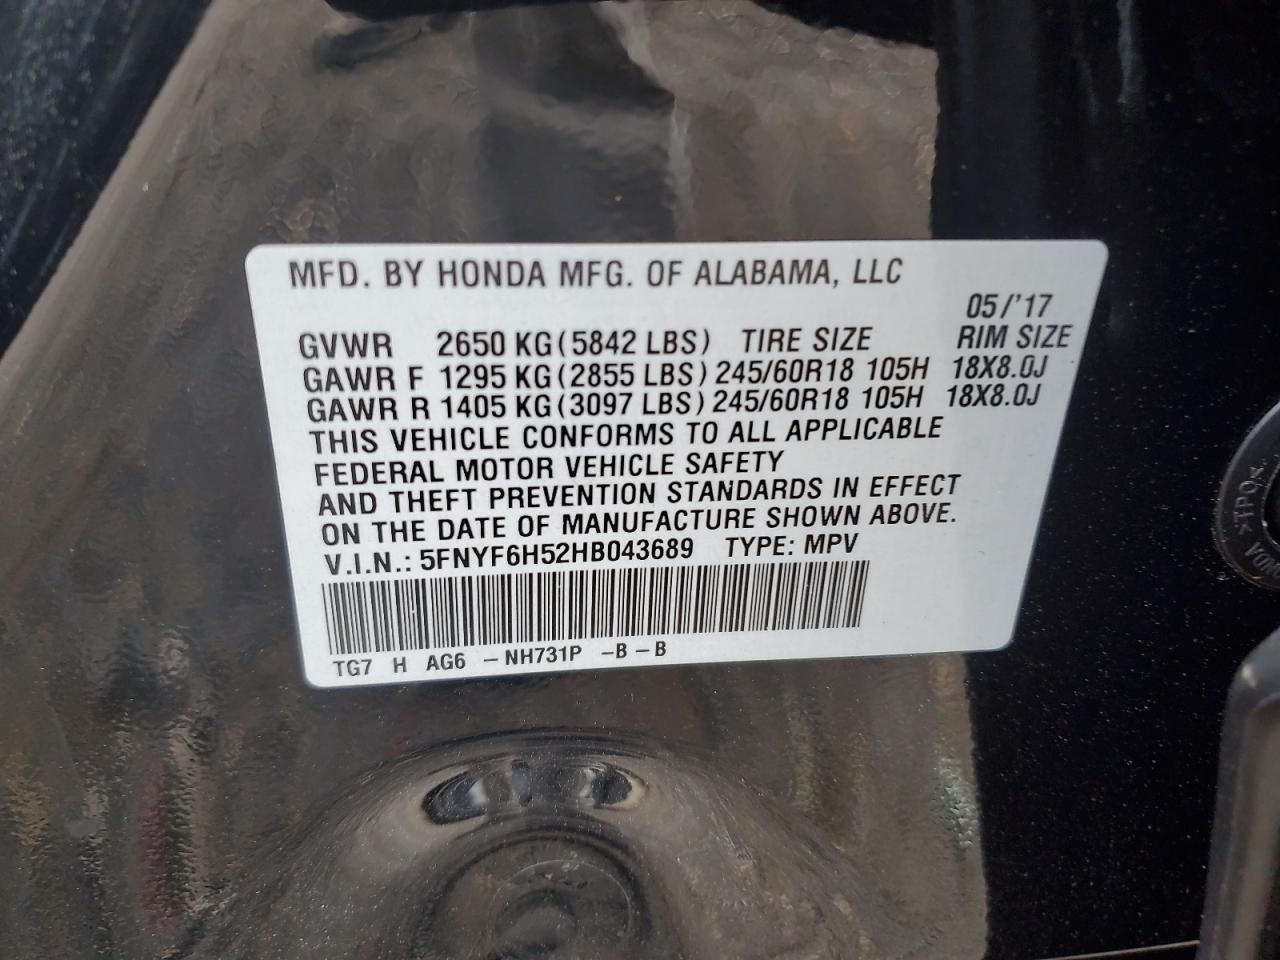 MFD. BY HONDA MFG. OF ALABAMA, LLC
05/'17
GVWR 2650 KG(5842 LBS) TIRE SIZE RIM SIZE
GAWR F 1295 KG(2855 LBS) 245/60R18 105H 18X8.0J
GAWR R 1405 KG(3097 LBS) 245/60R18 105H 18X8.0J
THIS VEHICLE CONFORMS TO ALL APPLICABLE
FEDERAL MOTOR VEHICLE SAFETY
AND THEFT PREVENTION STANDARDS IN EFFECT
ON THE DATE OF MANUFACTURE SHOWN ABOVE.
V.I.N.: 5FNYF6H52HB043689 TYPE: MPV
TG7 H AG6 -NH731P -B-B